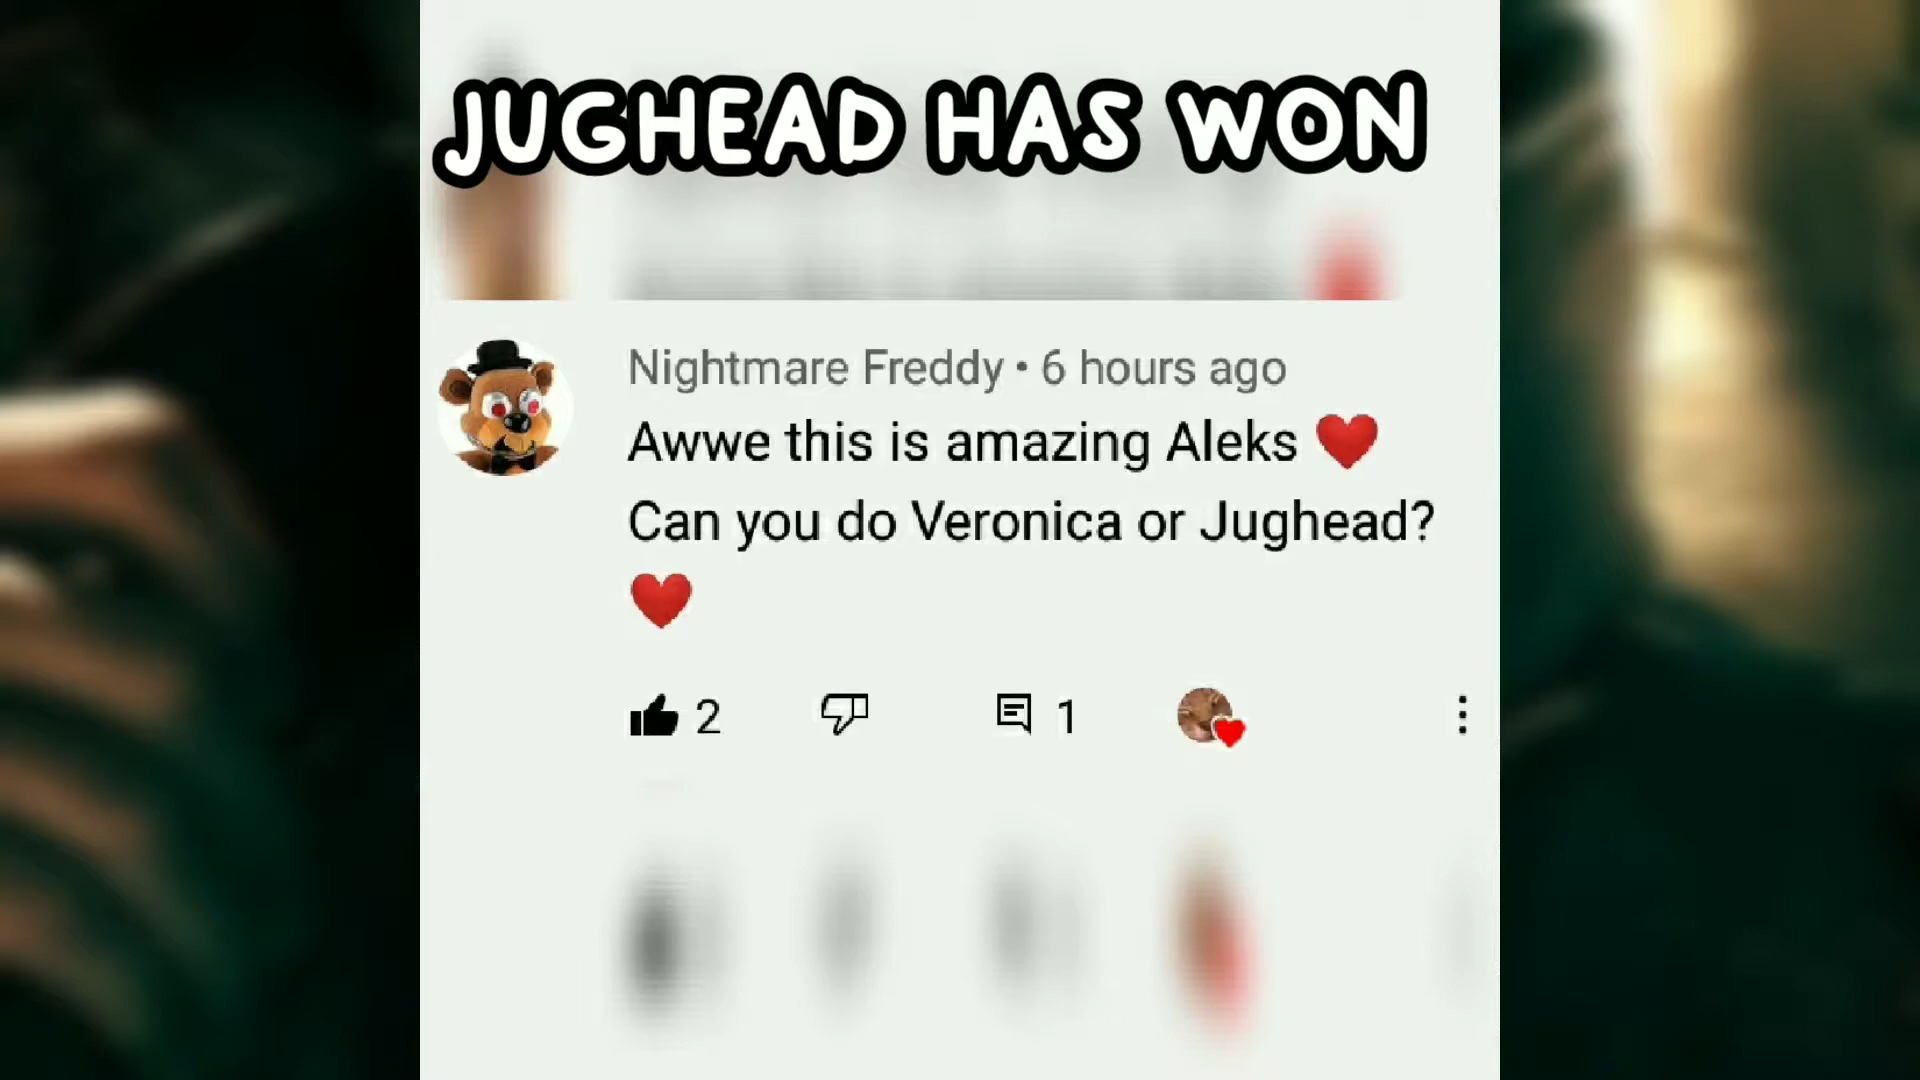 JUGHEAD HAS WON
Nightmare Freddy • 6 hours ago
Awwe this is amazing Aleks ❤️
Can you do Veronica or Jughead?
❤️
2 1